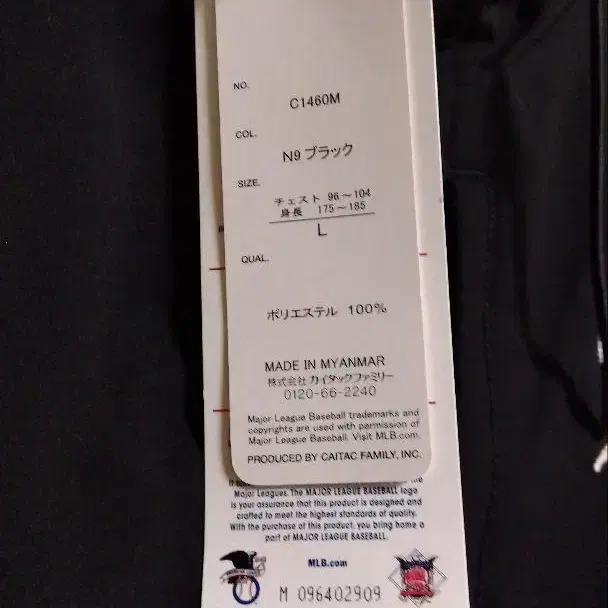 NO.
C1460M
COL.
N9 ブラック
SIZE.
チェスト 96～104
身長 175～185
L
QUAL.
ポリエステル 100%
MADE IN MYANMAR
株式会社 カイタックファミリー
0120-66-2240
Major League Baseball trademarks and
copyrights are used with permission of
Major League Baseball. Visit MLB.com.
PRODUCED BY CAITAC FAMILY, INC.
Major Leagues. The MAJOR LEAGUE BASEBALL logo
is your assurance that this product is designed and
crafted to meet the highest standards of quality.
With the purchase of this product, you bring home a
part of MAJOR LEAGUE BASEBALL.
MLB.com
M 096402909